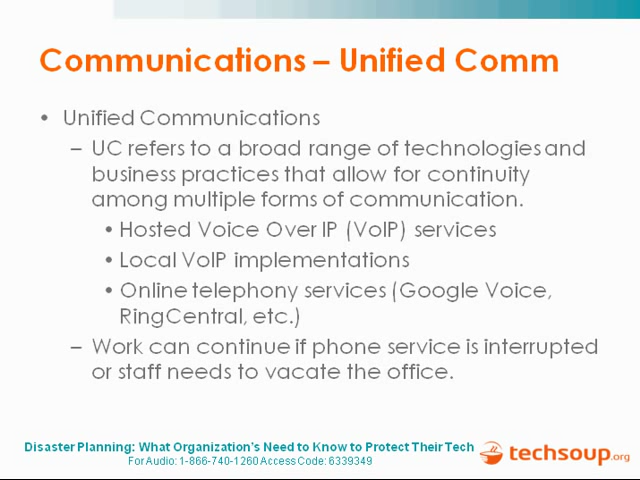 Communications – Unified Comm
• Unified Communications
– UC refers to a broad range of technologies and
business practices that allow for continuity
among multiple forms of communication.
• Hosted Voice Over IP (VoIP) services
• Local VoIP implementations
• Online telephony services (Google Voice,
RingCentral, etc.)
– Work can continue if phone service is interrupted
or staff needs to vacate the office.
Disaster Planning: What Organization's Need to Know to Protect Their Tech
For Audio: 1-866-740-1260 Access Code: 6339349
techsoup.org